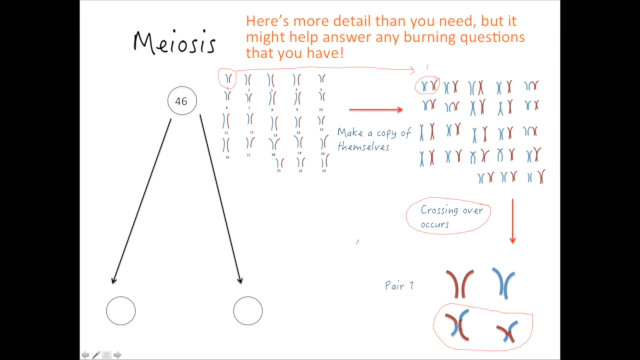 Meiosis
Here's more detail than you need, but it
might help answer any burning questions
that you have!
46
Make a copy of
themselves
Crossing over
occurs
Pair 1